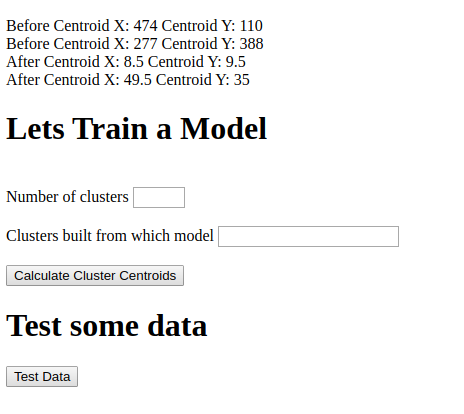 Before Centroid X: 474 Centroid Y: 110
Before Centroid X: 277 Centroid Y: 388
After Centroid X: 8.5 Centroid Y: 9.5
After Centroid X: 49.5 Centroid Y: 35
Lets Train a Model
Number of clusters
Clusters built from which model
Calculate Cluster Centroids
Test some data
Test Data